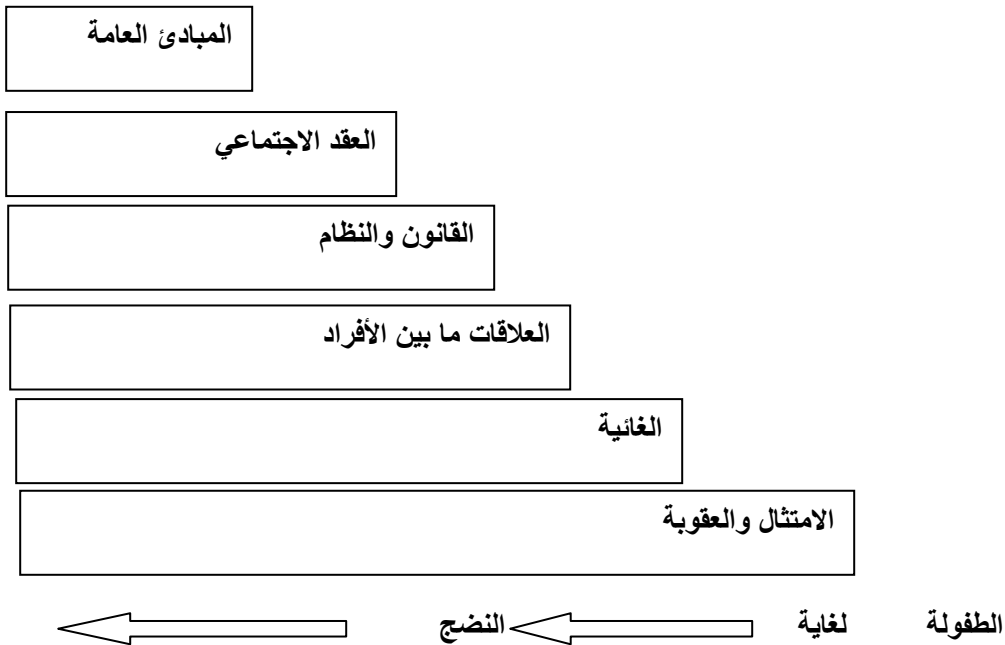 المبادئ العامة
العقد الاجتماعي
القانون والنظام
العلاقات ما بين الأفراد
الغائية
الامتثال والعقوبة
الطفولة لغاية النضج